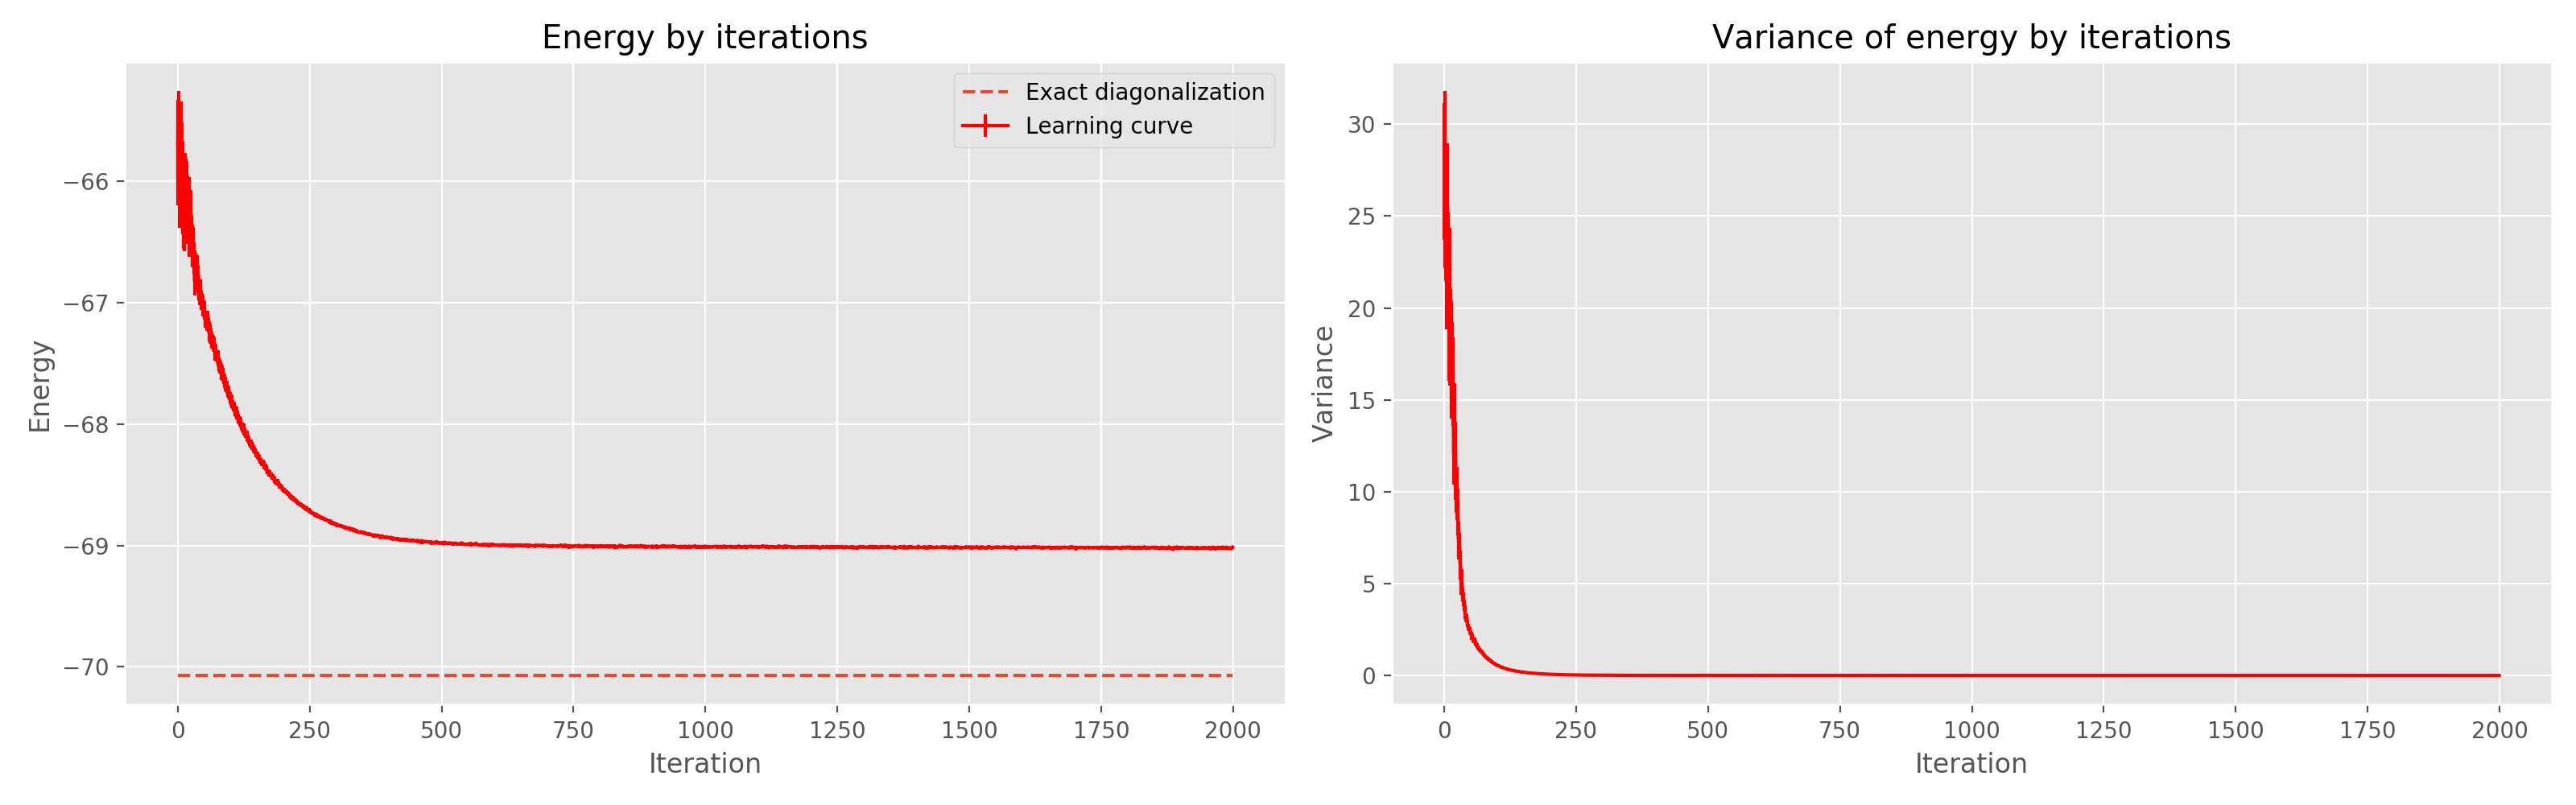 Energy by iterations
Exact diagonalization
Learning curve
−66
−67
−68
−69
−70
Energy
0 250 500 750 1000 1250 1500 1750 2000
Iteration
Variance of energy by iterations
30
25
20
15
10
5
0
Variance
0 250 500 750 1000 1250 1500 1750 2000
Iteration